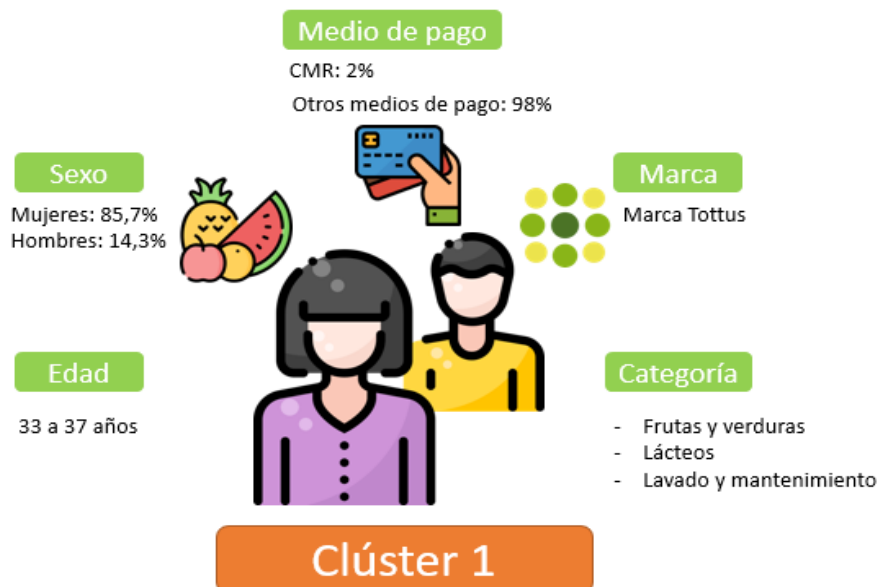 Medio de pago
CMR: 2%
Otros medios de pago: 98%
Sexo
Mujeres: 85,7%
Hombres: 14,3%
Marca
Marca Tottus
Edad
33 a 37 años
Categoría
- Frutas y verduras
- Lácteos
- Lavado y mantenimiento
Clúster 1